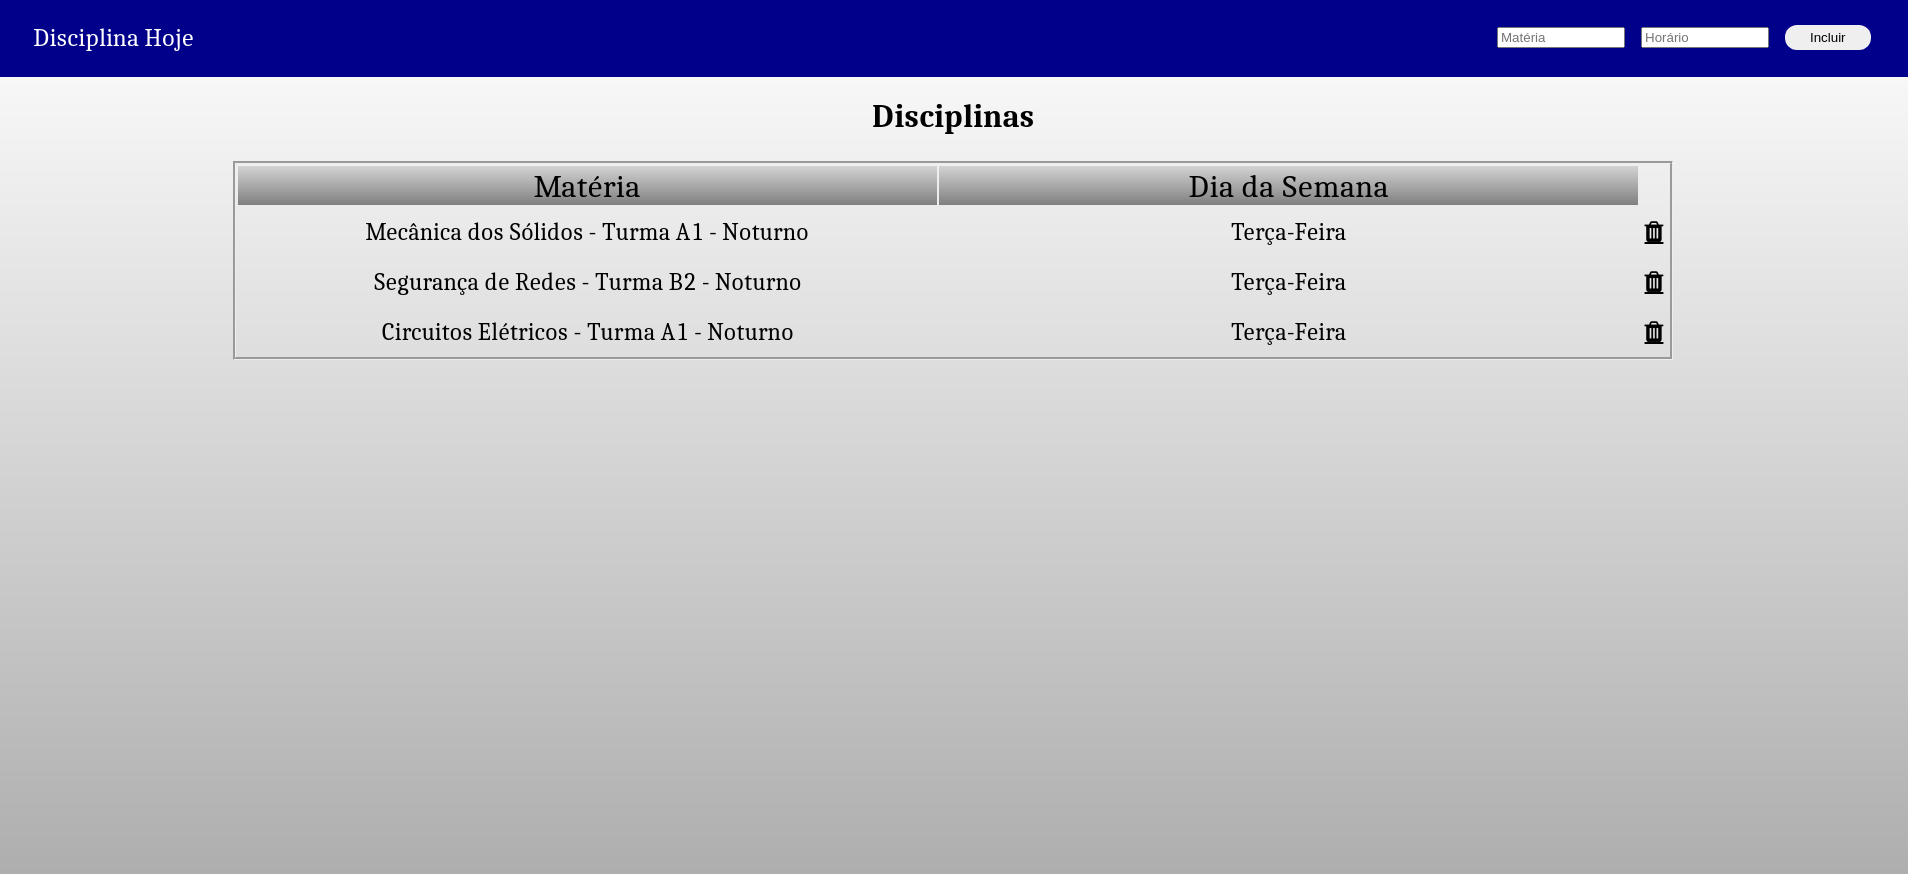 Disciplina Hoje
Matéria Horário Incluir
Disciplinas
Matéria Dia da Semana
Mecânica dos Sólidos - Turma A1 - Noturno Terça-Feira
Segurança de Redes - Turma B2 - Noturno Terça-Feira
Circuitos Elétricos - Turma A1 - Noturno Terça-Feira